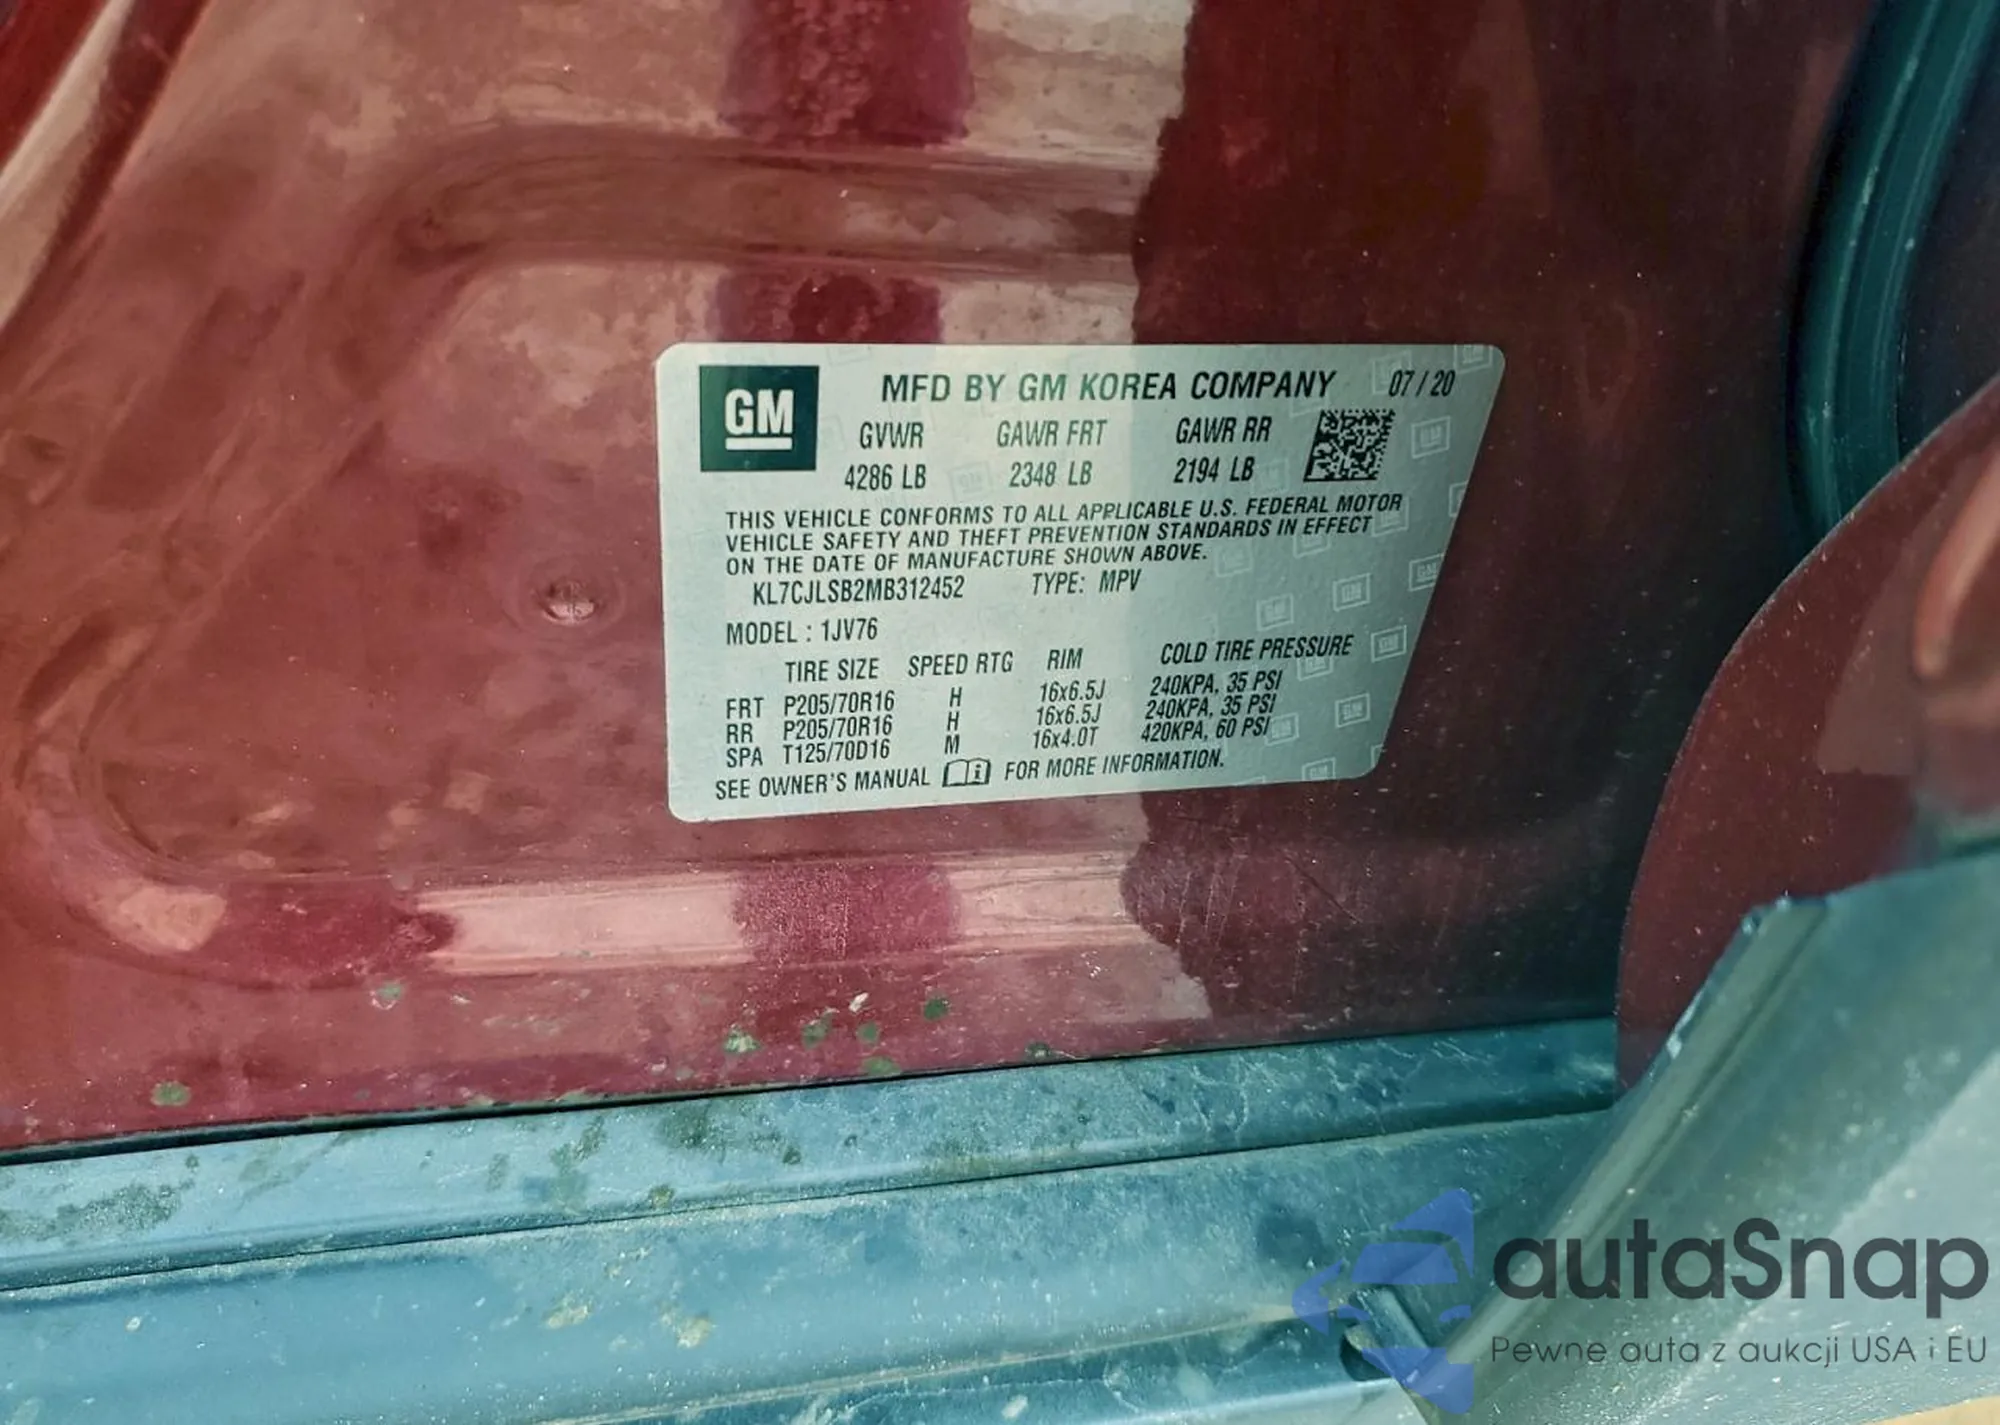 GM
MFD BY GM KOREA COMPANY 07 / 20
GVWR GAWR FRT GAWR RR
4286 LB 2348 LB 2194 LB
THIS VEHICLE CONFORMS TO ALL APPLICABLE U.S. FEDERAL MOTOR
VEHICLE SAFETY AND THEFT PREVENTION STANDARDS IN EFFECT
ON THE DATE OF MANUFACTURE SHOWN ABOVE.
KL7CJLSB2MB312452 TYPE: MPV
MODEL : 1JV76
TIRE SIZE SPEED RTG RIM COLD TIRE PRESSURE
FRT P205/70R16 H 16x6.5J 240KPA, 35 PSI
RR P205/70R16 H 16x6.5J 240KPA, 35 PSI
SPA T125/70D16 M 16x4.0T 420KPA, 60 PSI
SEE OWNER'S MANUAL FOR MORE INFORMATION.
autaSnap
Pewne auta z aukcji USA i EU